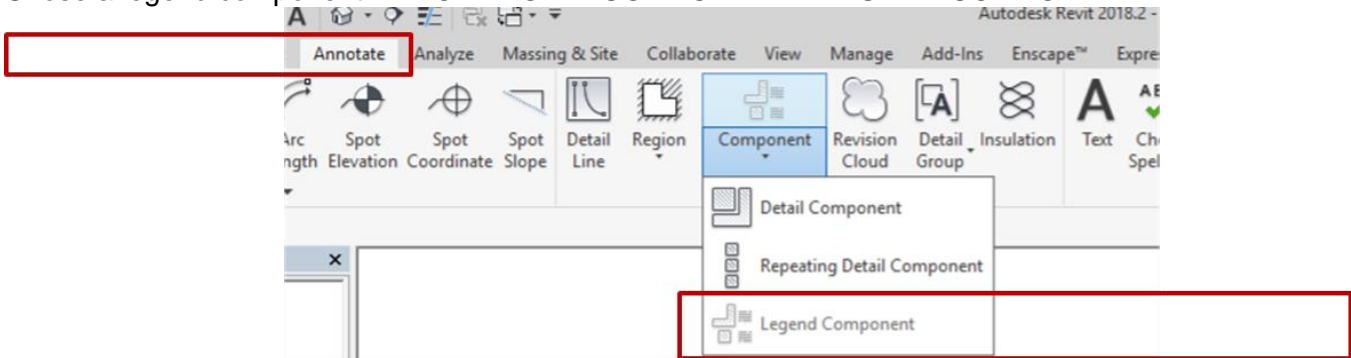 Autodesk Revit 2018.2 -
Annotate Analyze Massing & Site Collaborate View Manage Add-Ins Enscape™
Spot Spot Spot Detail Region Component Revision Detail Insulation Text
Elevation Coordinate Slope Line Cloud Group
Detail Component
Repeating Detail Component
Legend Component